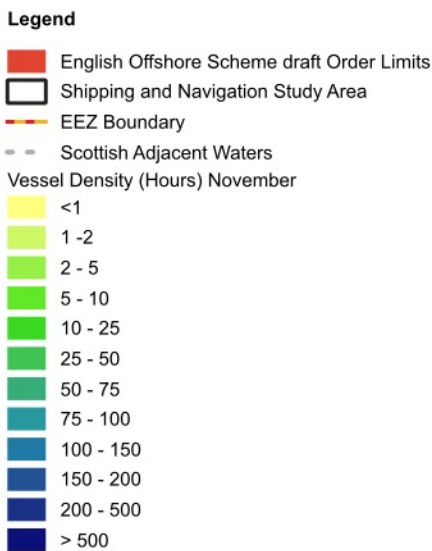 Legend
English Offshore Scheme draft Order Limits
Shipping and Navigation Study Area
EEZ Boundary
Scottish Adjacent Waters
Vessel Density (Hours) November
<1
1 -2
2 - 5
5 - 10
10 - 25
25 - 50
50 - 75
75 - 100
100 - 150
150 - 200
200 - 500
> 500